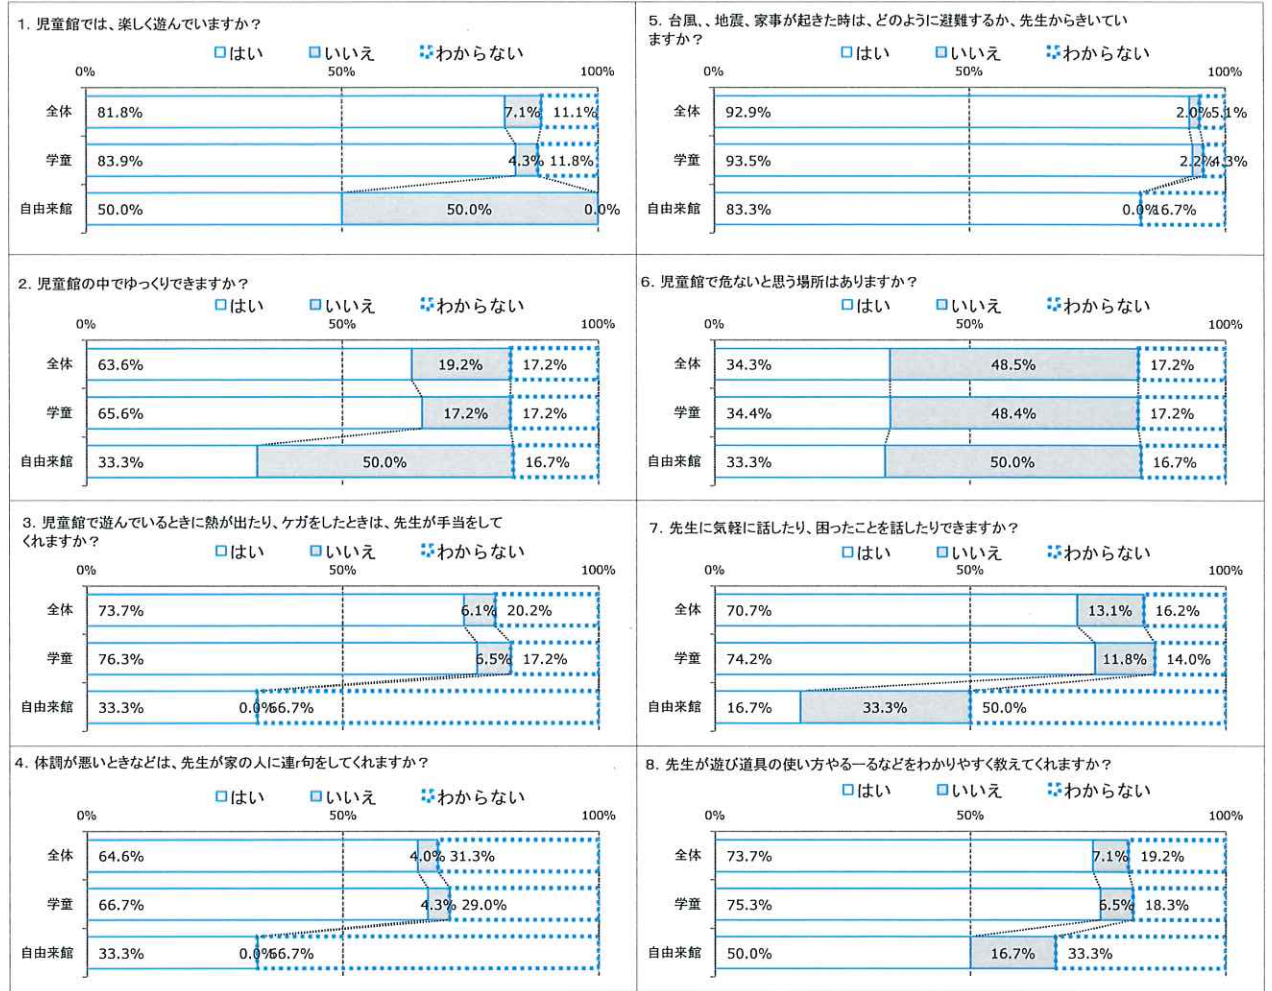 1. 児童館では、楽しく遊んでいますか?
はい いいえ わからない
0% 50% 100%
全体 81.8% 7.1% 11.1%
学童 83.9% 4.3% 11.8%
自由来館 50.0% 50.0% 0.0%
2. 児童館の中でゆっくりできますか?
はい いいえ わからない
0% 50% 100%
全体 63.6% 19.2% 17.2%
学童 65.6% 17.2% 17.2%
自由来館 33.3% 50.0% 16.7%
3. 児童館で遊んでいるときに熱が出たり、ケガをしたときは、先生が手当をして
くれますか?
はい いいえ わからない
0% 50% 100%
全体 73.7% 6.1% 20.2%
学童 76.3% 6.5% 17.2%
自由来館 33.3% 0.0% 66.7%
4. 体調が悪いときなどは、先生が家の人に連r句をしてくれますか?
はい いいえ わからない
0% 50% 100%
全体 64.6% 4.0% 31.3%
学童 66.7% 4.3% 29.0%
自由来館 33.3% 0.0% 66.7%
5. 台風、、地震、家事が起きた時は、どのように避難するか、先生からきいてい
ますか?
はい いいえ わからない
0% 50% 100%
全体 92.9% 2.0% 5.1%
学童 93.5% 2.2% 4.3%
自由来館 83.3% 0.0% 16.7%
6. 児童館で危ないと思う場所はありますか?
はい いいえ わからない
0% 50% 100%
全体 34.3% 48.5% 17.2%
学童 34.4% 48.4% 17.2%
自由来館 33.3% 50.0% 16.7%
7. 先生に気軽に話したり、困ったことを話したりできますか?
はい いいえ わからない
0% 50% 100%
全体 70.7% 13.1% 16.2%
学童 74.2% 11.8% 14.0%
自由来館 16.7% 33.3% 50.0%
8. 先生が遊び道具の使い方やるーるなどをわかりやすく教えてくれますか?
はい いいえ わからない
0% 50% 100%
全体 73.7% 7.1% 19.2%
学童 75.3% 6.5% 18.3%
自由来館 50.0% 16.7% 33.3%